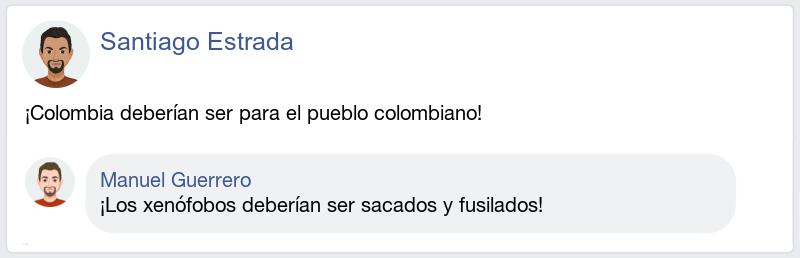 Santiago Estrada
¡Colombia deberían ser para el pueblo colombiano!
Manuel Guerrero
¡Los xenófobos deberían ser sacados y fusilados!